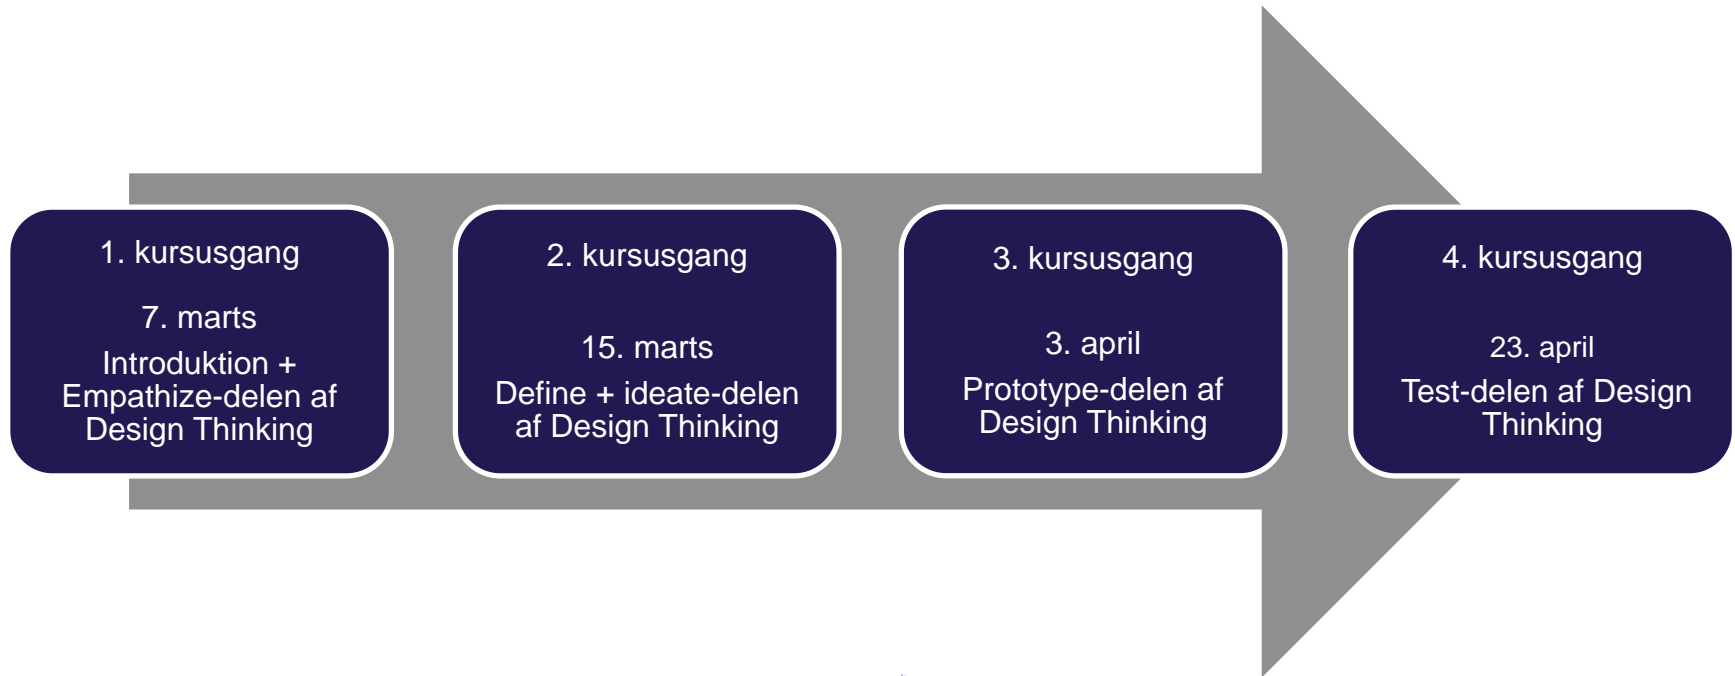 1. kursusgang
7. marts
Introduktion +
Empathize-delen af
Design Thinking
2. kursusgang
15. marts
Define + ideate-delen
af Design Thinking
3. kursusgang
3. april
Prototype-delen af
Design Thinking
4. kursusgang
23. april
Test-delen af Design
Thinking